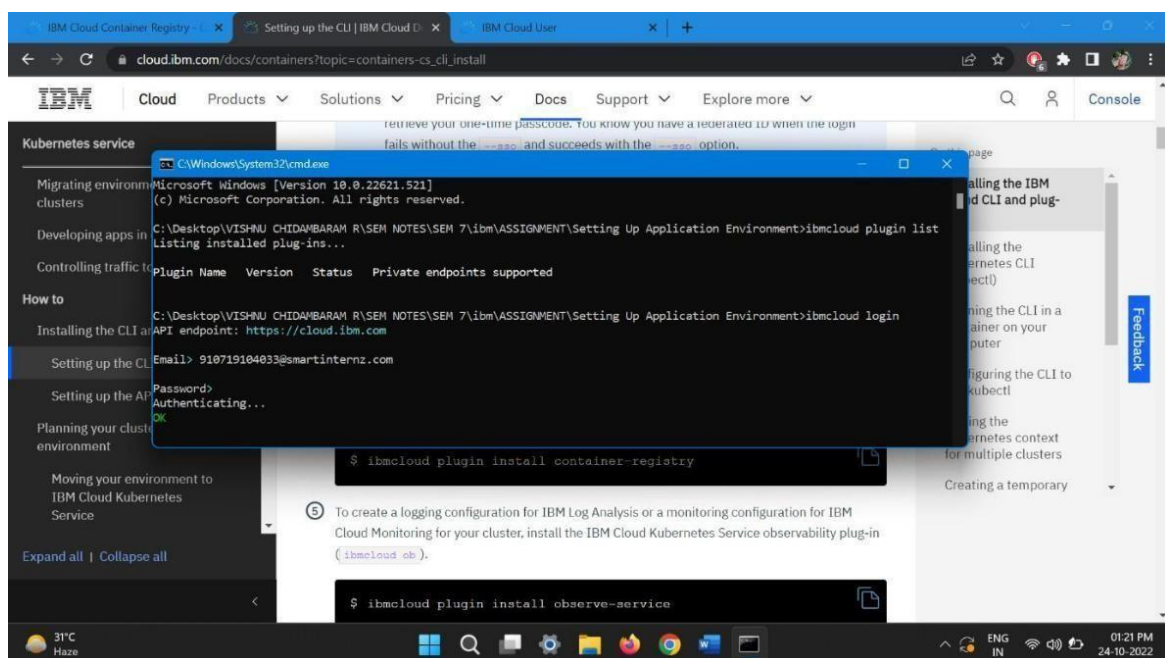 IBM Cloud Container Registry - C
Setting up the CLI | IBM Cloud D
IBM Cloud User
cloud.ibm.com/docs/containers?topic=containers-cs_cli_install
IBM
Cloud
Products
Solutions
Pricing
Docs
Support
Explore more
Console
Kubernetes service
Migrating environm
clusters
Developing apps in
Controlling traffic to
How to
Installing the CLI an
Setting up the CL
Setting up the AP
Planning your cluste
environment
Moving your environment to
IBM Cloud Kubernetes
Service
Expand all | Collapse all
retrieve your one-time passcode. You know you have a federated ID when the login
fails without the --sso and succeeds with the --sso option.
C:\Windows\System32\cmd.exe
Microsoft Windows [Version 10.0.22621.521]
(c) Microsoft Corporation. All rights reserved.
C:\Desktop\VISHNU CHIDAMBARAM R\SEM NOTES\SEM 7\ibm\ASSIGNMENT\Setting Up Application Environment>ibmcloud plugin list
Listing installed plug-ins...
Plugin Name Version Status Private endpoints supported
C:\Desktop\VISHNU CHIDAMBARAM R\SEM NOTES\SEM 7\ibm\ASSIGNMENT\Setting Up Application Environment>ibmcloud login
API endpoint: https://cloud.ibm.com
Email> 910719104033@smartinternz.com
Password>
Authenticating...
OK
$ ibmcloud plugin install container-registry
5 To create a logging configuration for IBM Log Analysis or a monitoring configuration for IBM
Cloud Monitoring for your cluster, install the IBM Cloud Kubernetes Service observability plug-in
( ibmcloud ob ).
$ ibmcloud plugin install observe-service
page
alling the IBM
d CLI and plug-
alling the
ernetes CLI
ectl)
ning the CLI in a
ainer on your
puter
figuring the CLI to
kubectl
ing the
ernetes context
for multiple clusters
Creating a temporary
Feedback
31°C
Haze
ENG
IN
01:21 PM
24-10-2022